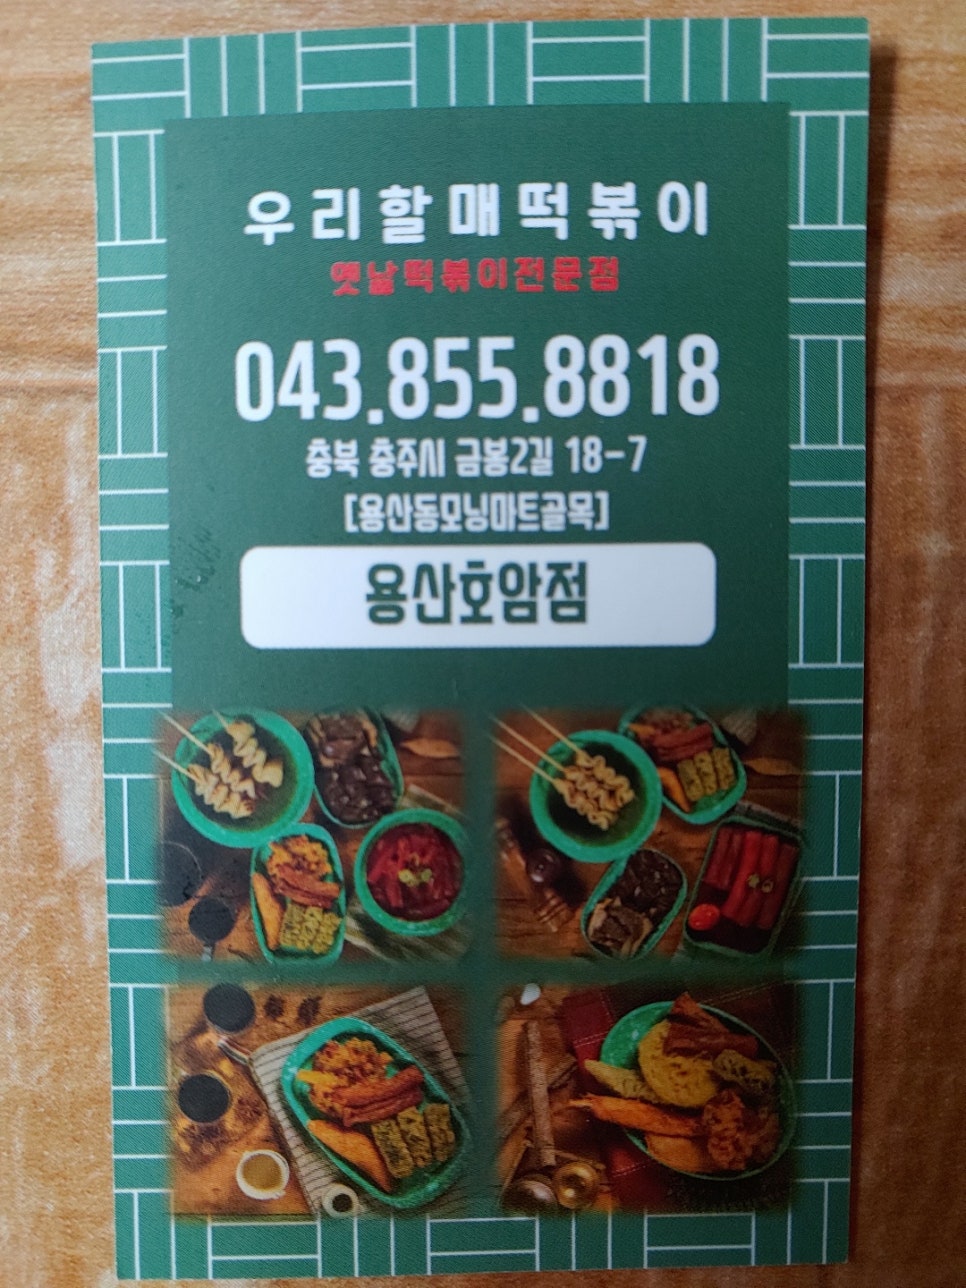 우리할매떡볶이
옛날떡볶이전문점
043.855.8818
충북 충주시 금봉2길 18-7
[용산동모닝마트골목]
용산호암점